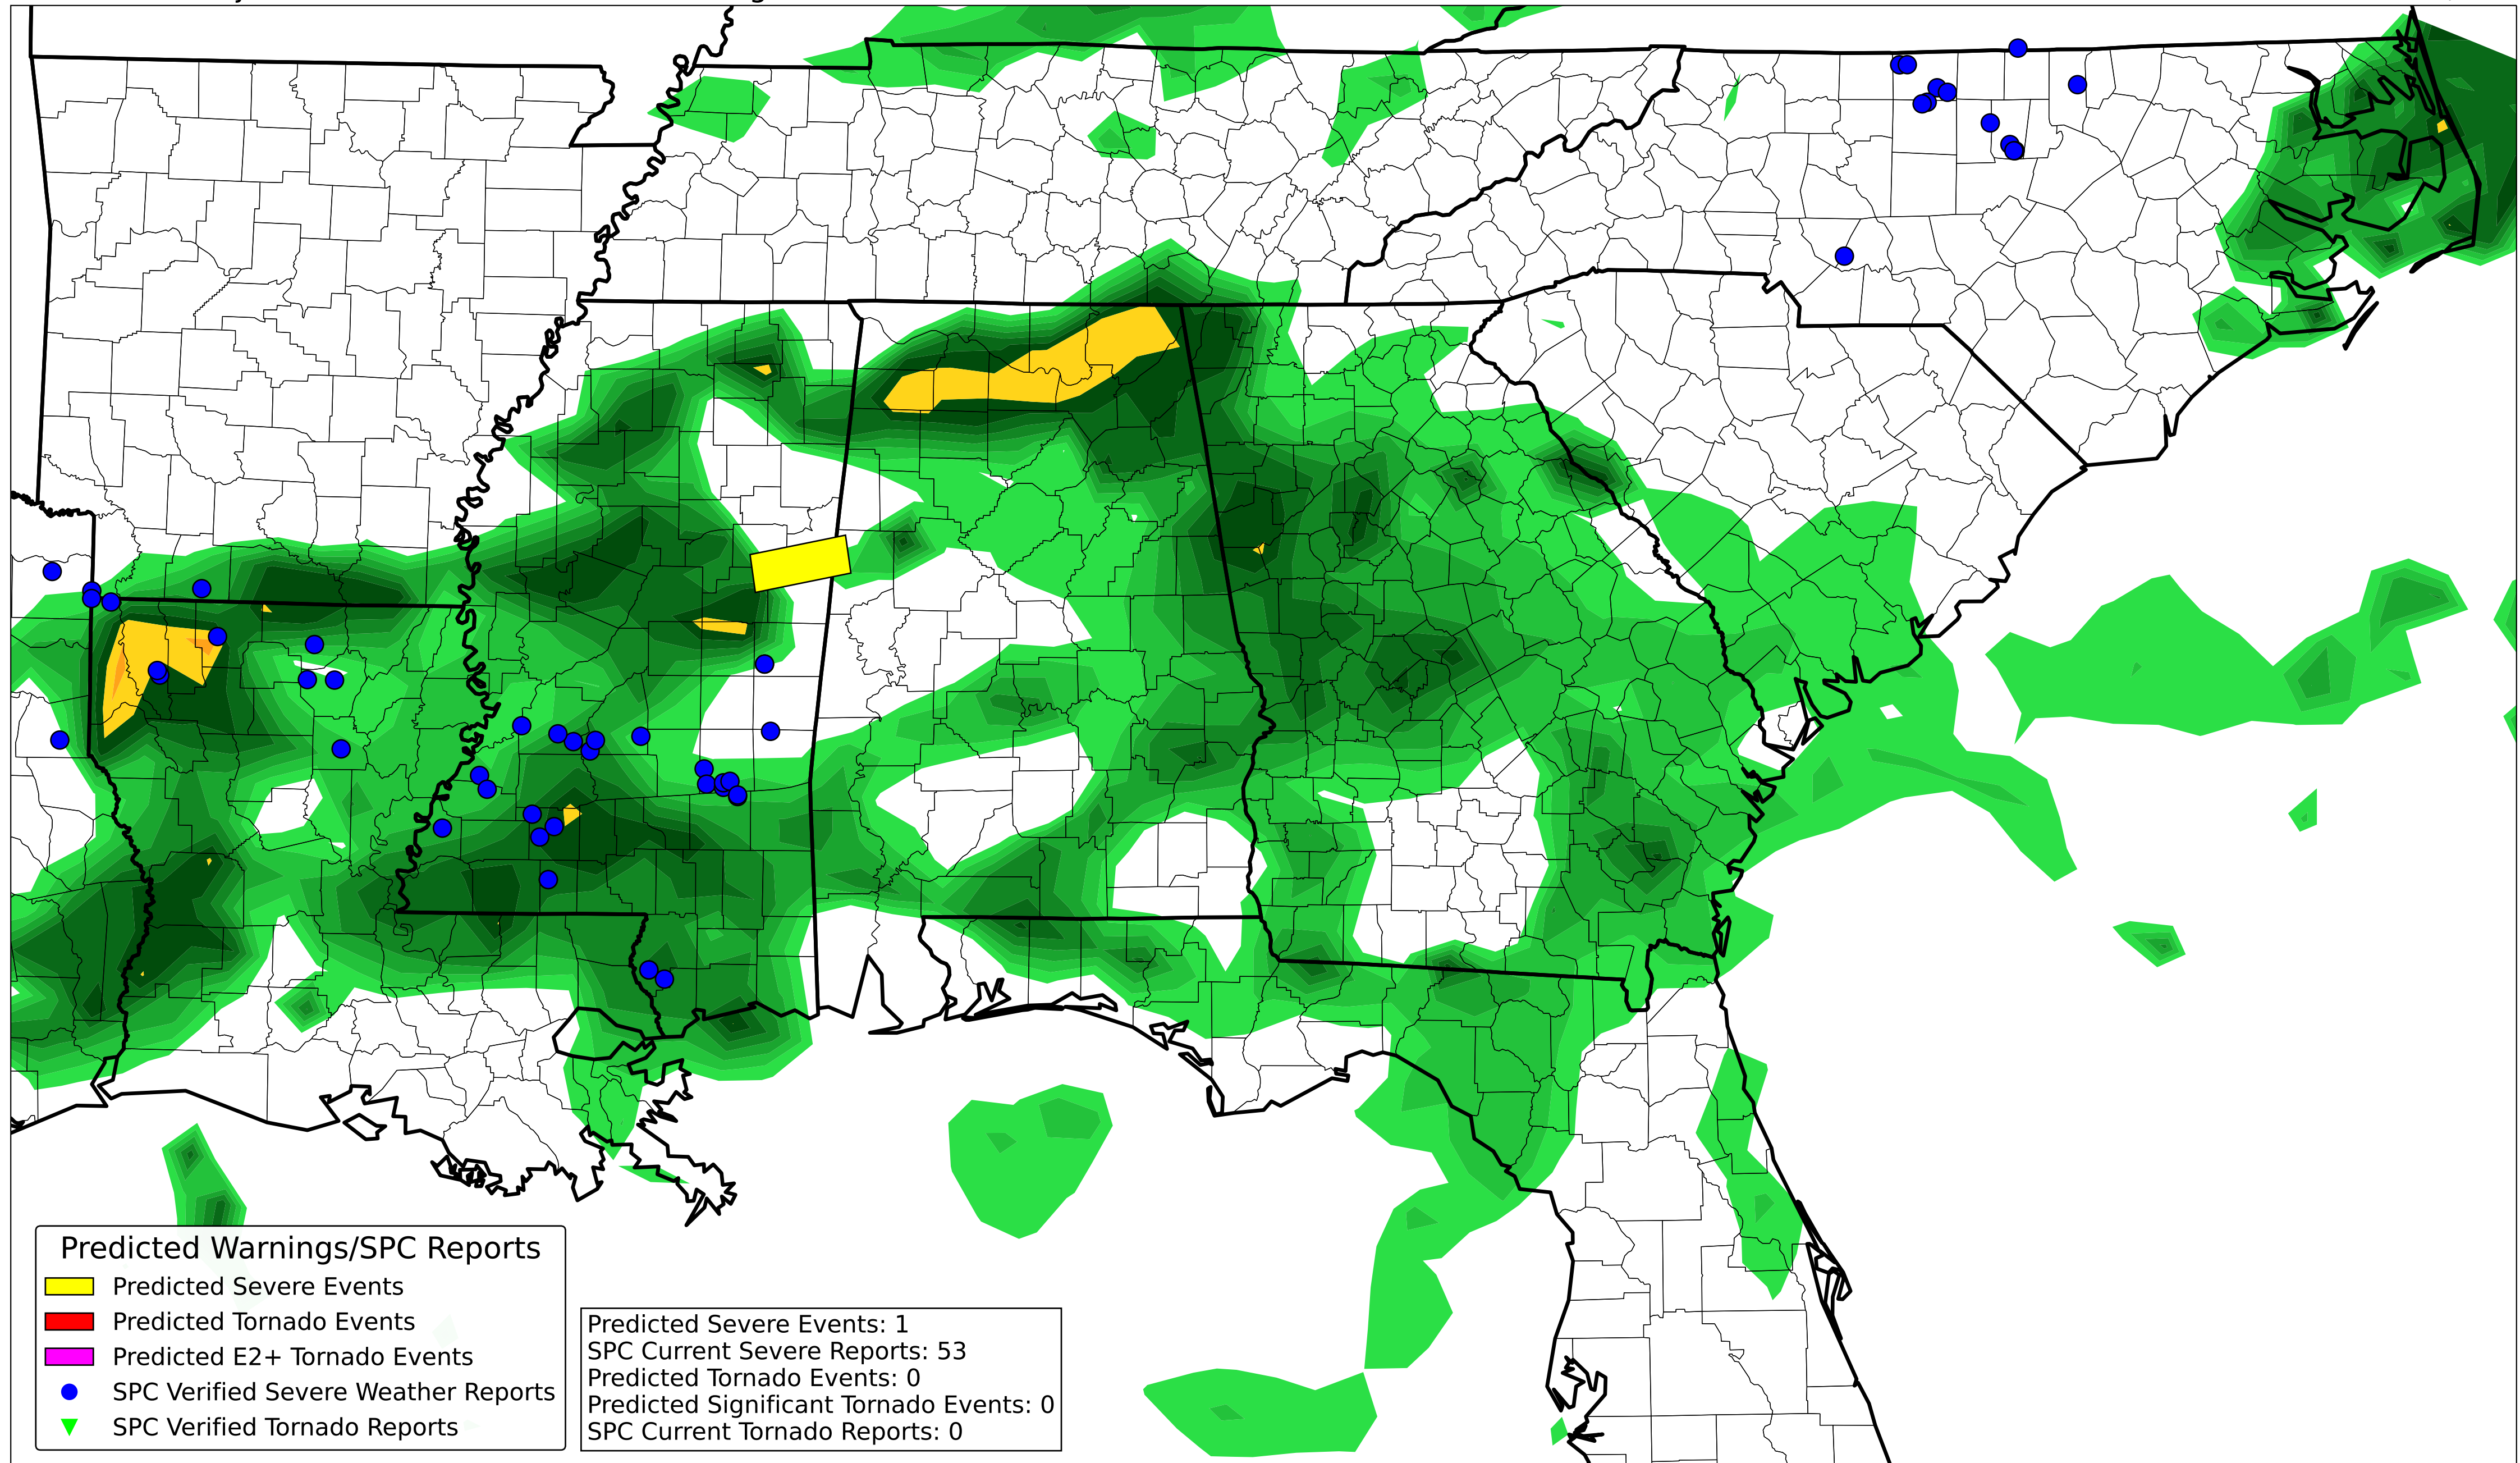 Predicted Warnings/SPC Reports
Predicted Severe Events
Predicted Tornado Events
Predicted E2+ Tornado Events
SPC Verified Severe Weather Reports
SPC Verified Tornado Reports
Predicted Severe Events: 1
SPC Current Severe Reports: 53
Predicted Tornado Events: 0
Predicted Significant Tornado Events: 0
SPC Current Tornado Reports: 0